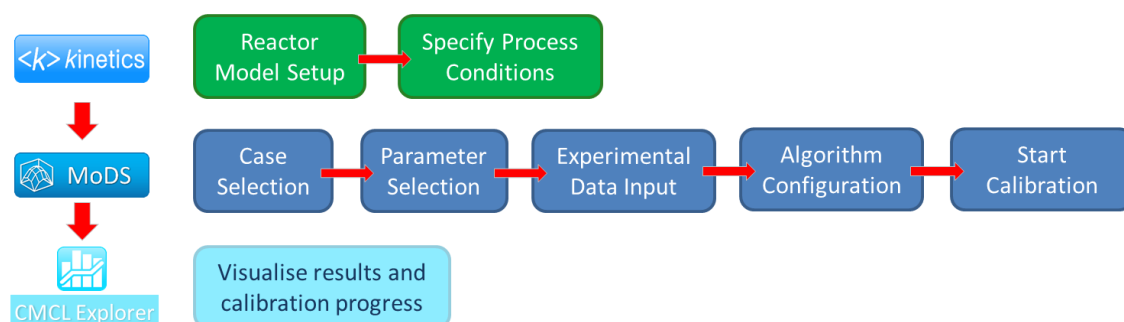 <k> kinetics
Reactor
Model Setup
Specify Process
Conditions
MoDS
Case
Selection
Parameter
Selection
Experimental
Data Input
Algorithm
Configuration
Start
Calibration
CMCL Explorer
Visualise results and
calibration progress